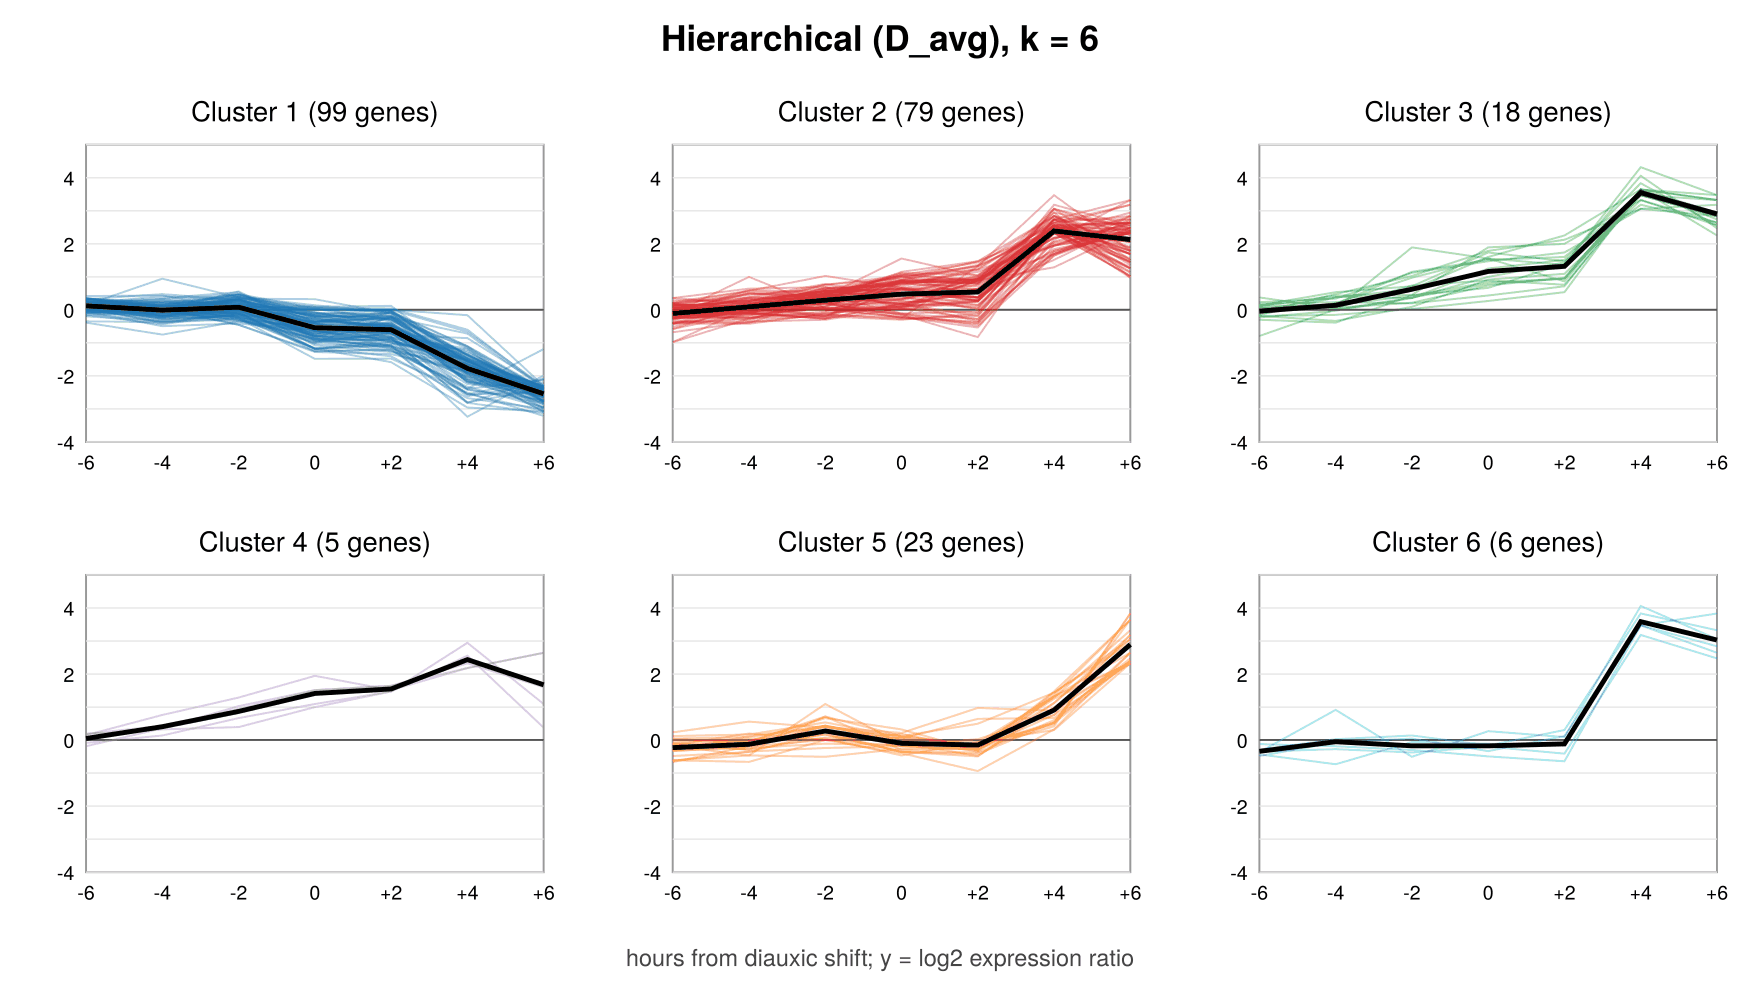 Hierarchical (D_avg), k = 6
Cluster 1 (99 genes)
4
2
0
-2
-4
-6 -4 -2 0 +2 +4 +6
Cluster 2 (79 genes)
4
2
0
-2
-4
-6 -4 -2 0 +2 +4 +6
Cluster 3 (18 genes)
4
2
0
-2
-4
-6 -4 -2 0 +2 +4 +6
Cluster 4 (5 genes)
4
2
0
-2
-4
-6 -4 -2 0 +2 +4 +6
Cluster 5 (23 genes)
4
2
0
-2
-4
-6 -4 -2 0 +2 +4 +6
Cluster 6 (6 genes)
4
2
0
-2
-4
-6 -4 -2 0 +2 +4 +6
hours from diauxic shift; y = log2 expression ratio